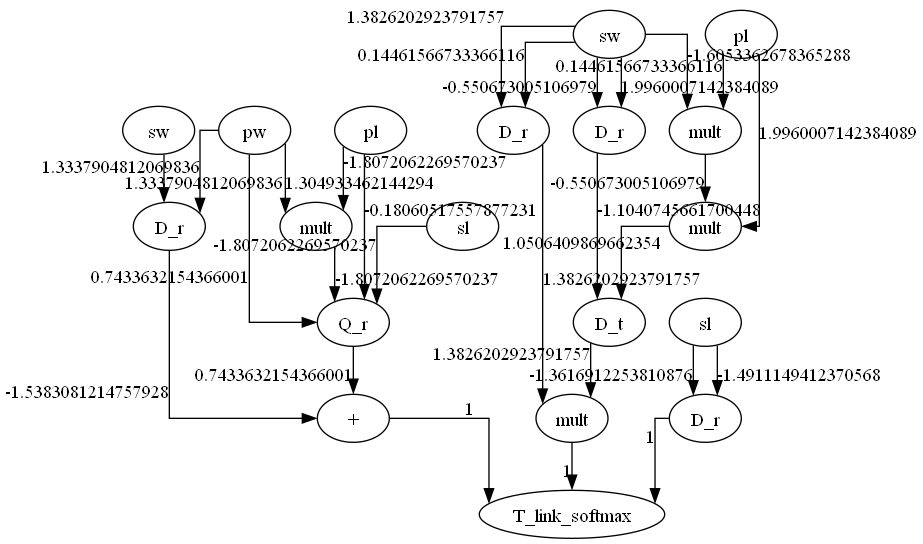 1.3826202923791757
sw
pl
0.14461566733366116
0.14461566733366116
-1.6053362678365288
-0.550673005106979
1.9960007142384089
sw
pw
pl
D_r
D_r
mult
1.9960007142384089
1.3337904812069836
-1.8072062269570237
1.3337904812069836
1.304933462144294
-0.550673005106979
-0.18060517557877231
-1.1040745661700448
D_r
mult
sl
mult
-1.8072062269570237
1.0506409869662354
0.7433632154366001
-1.8072062269570237
1.3826202923791757
Q_r
D_t
sl
1.3826202923791757
0.7433632154366001
-1.3616912253810876
-1.4911149412370568
-1.5383081214757928
+
1
mult
D_r
1
1
T_link_softmax